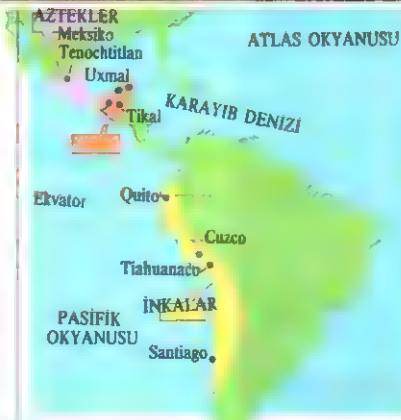 AZTEKLER
Meksiko
Tenochtitlan
Uxmal
Tikal
ATLAS OKYANUSU
KARAYIB DENİZİ
Ekvator
Quito
Cuzco
Tiahuanaco
İNKALAR
PASİFİK
OKYANUSU
Santiago